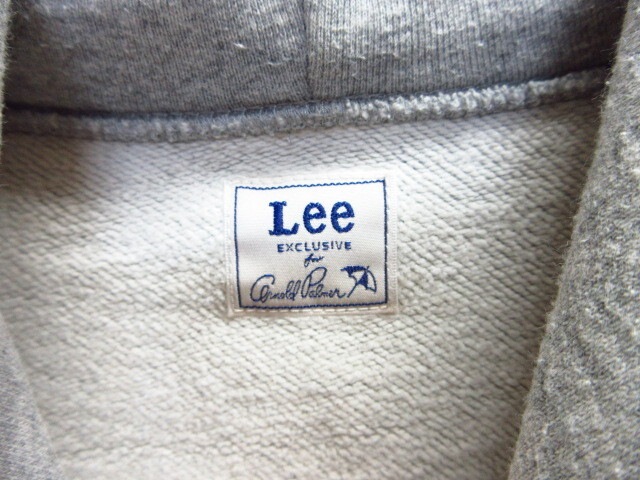 Lee
EXCLUSIVE
for
Arnold Palmer